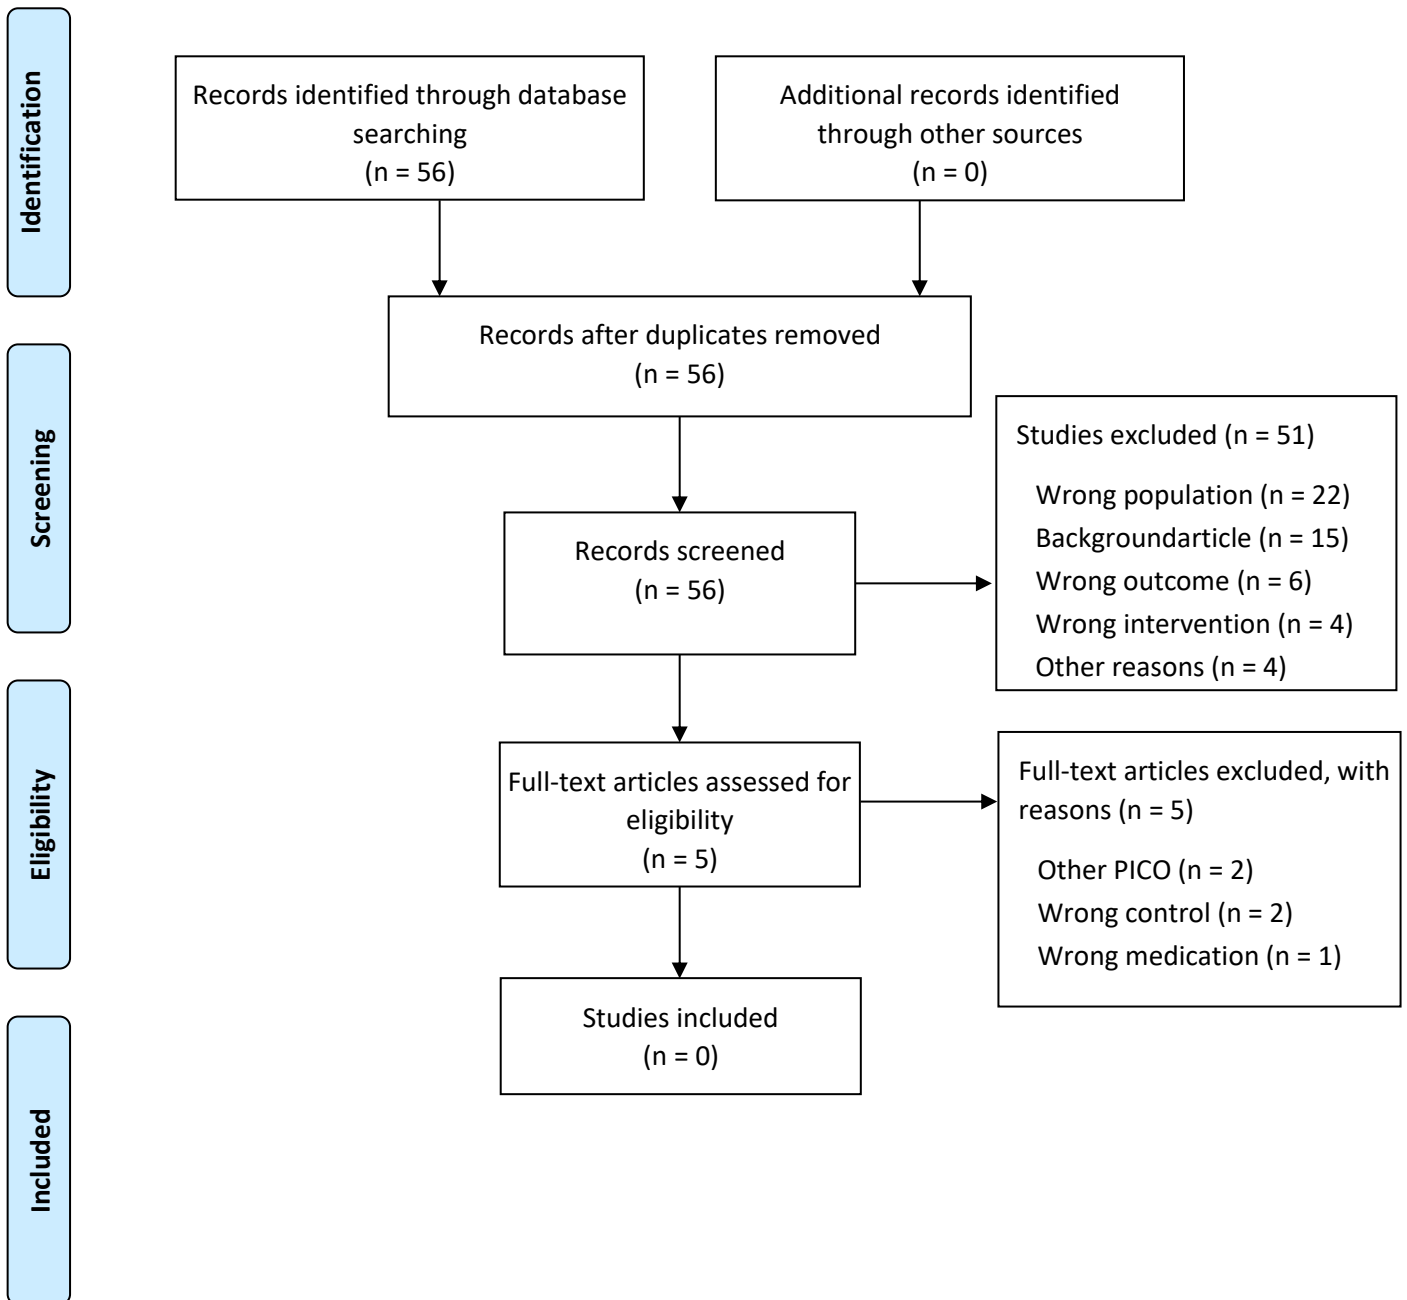 Identification
Records identified through database
searching
(n = 56)
Additional records identified
through other sources
(n = 0)
Records after duplicates removed
(n = 56)
Screening
Records screened
(n = 56)
Studies excluded (n = 51)
Wrong population (n = 22)
Backgroundarticle (n = 15)
Wrong outcome (n = 6)
Wrong intervention (n = 4)
Other reasons (n = 4)
Eligibility
Full-text articles assessed for
eligibility
(n = 5)
Full-text articles excluded, with
reasons (n = 5)
Other PICO (n = 2)
Wrong control (n = 2)
Wrong medication (n = 1)
Included
Studies included
(n = 0)